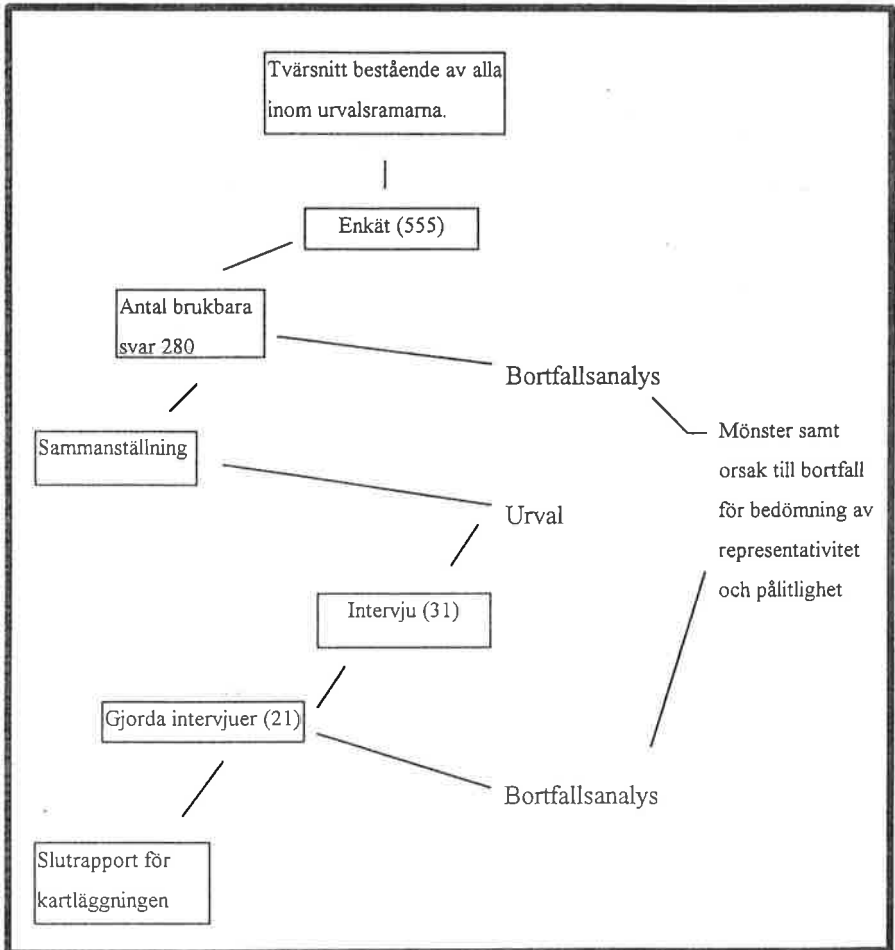 Tvärsnitt bestående av alla
inom urvalsramarna.
Enkät (555)
Antal brukbara
svar 280
Bortfallsanalys
Mönster samt
orsak till bortfall
för bedömning av
representativitet
och pålitlighet
Sammanställning
Urval
Intervju (31)
Gjorda intervjuer (21)
Bortfallsanalys
Slutrapport för
kartläggningen